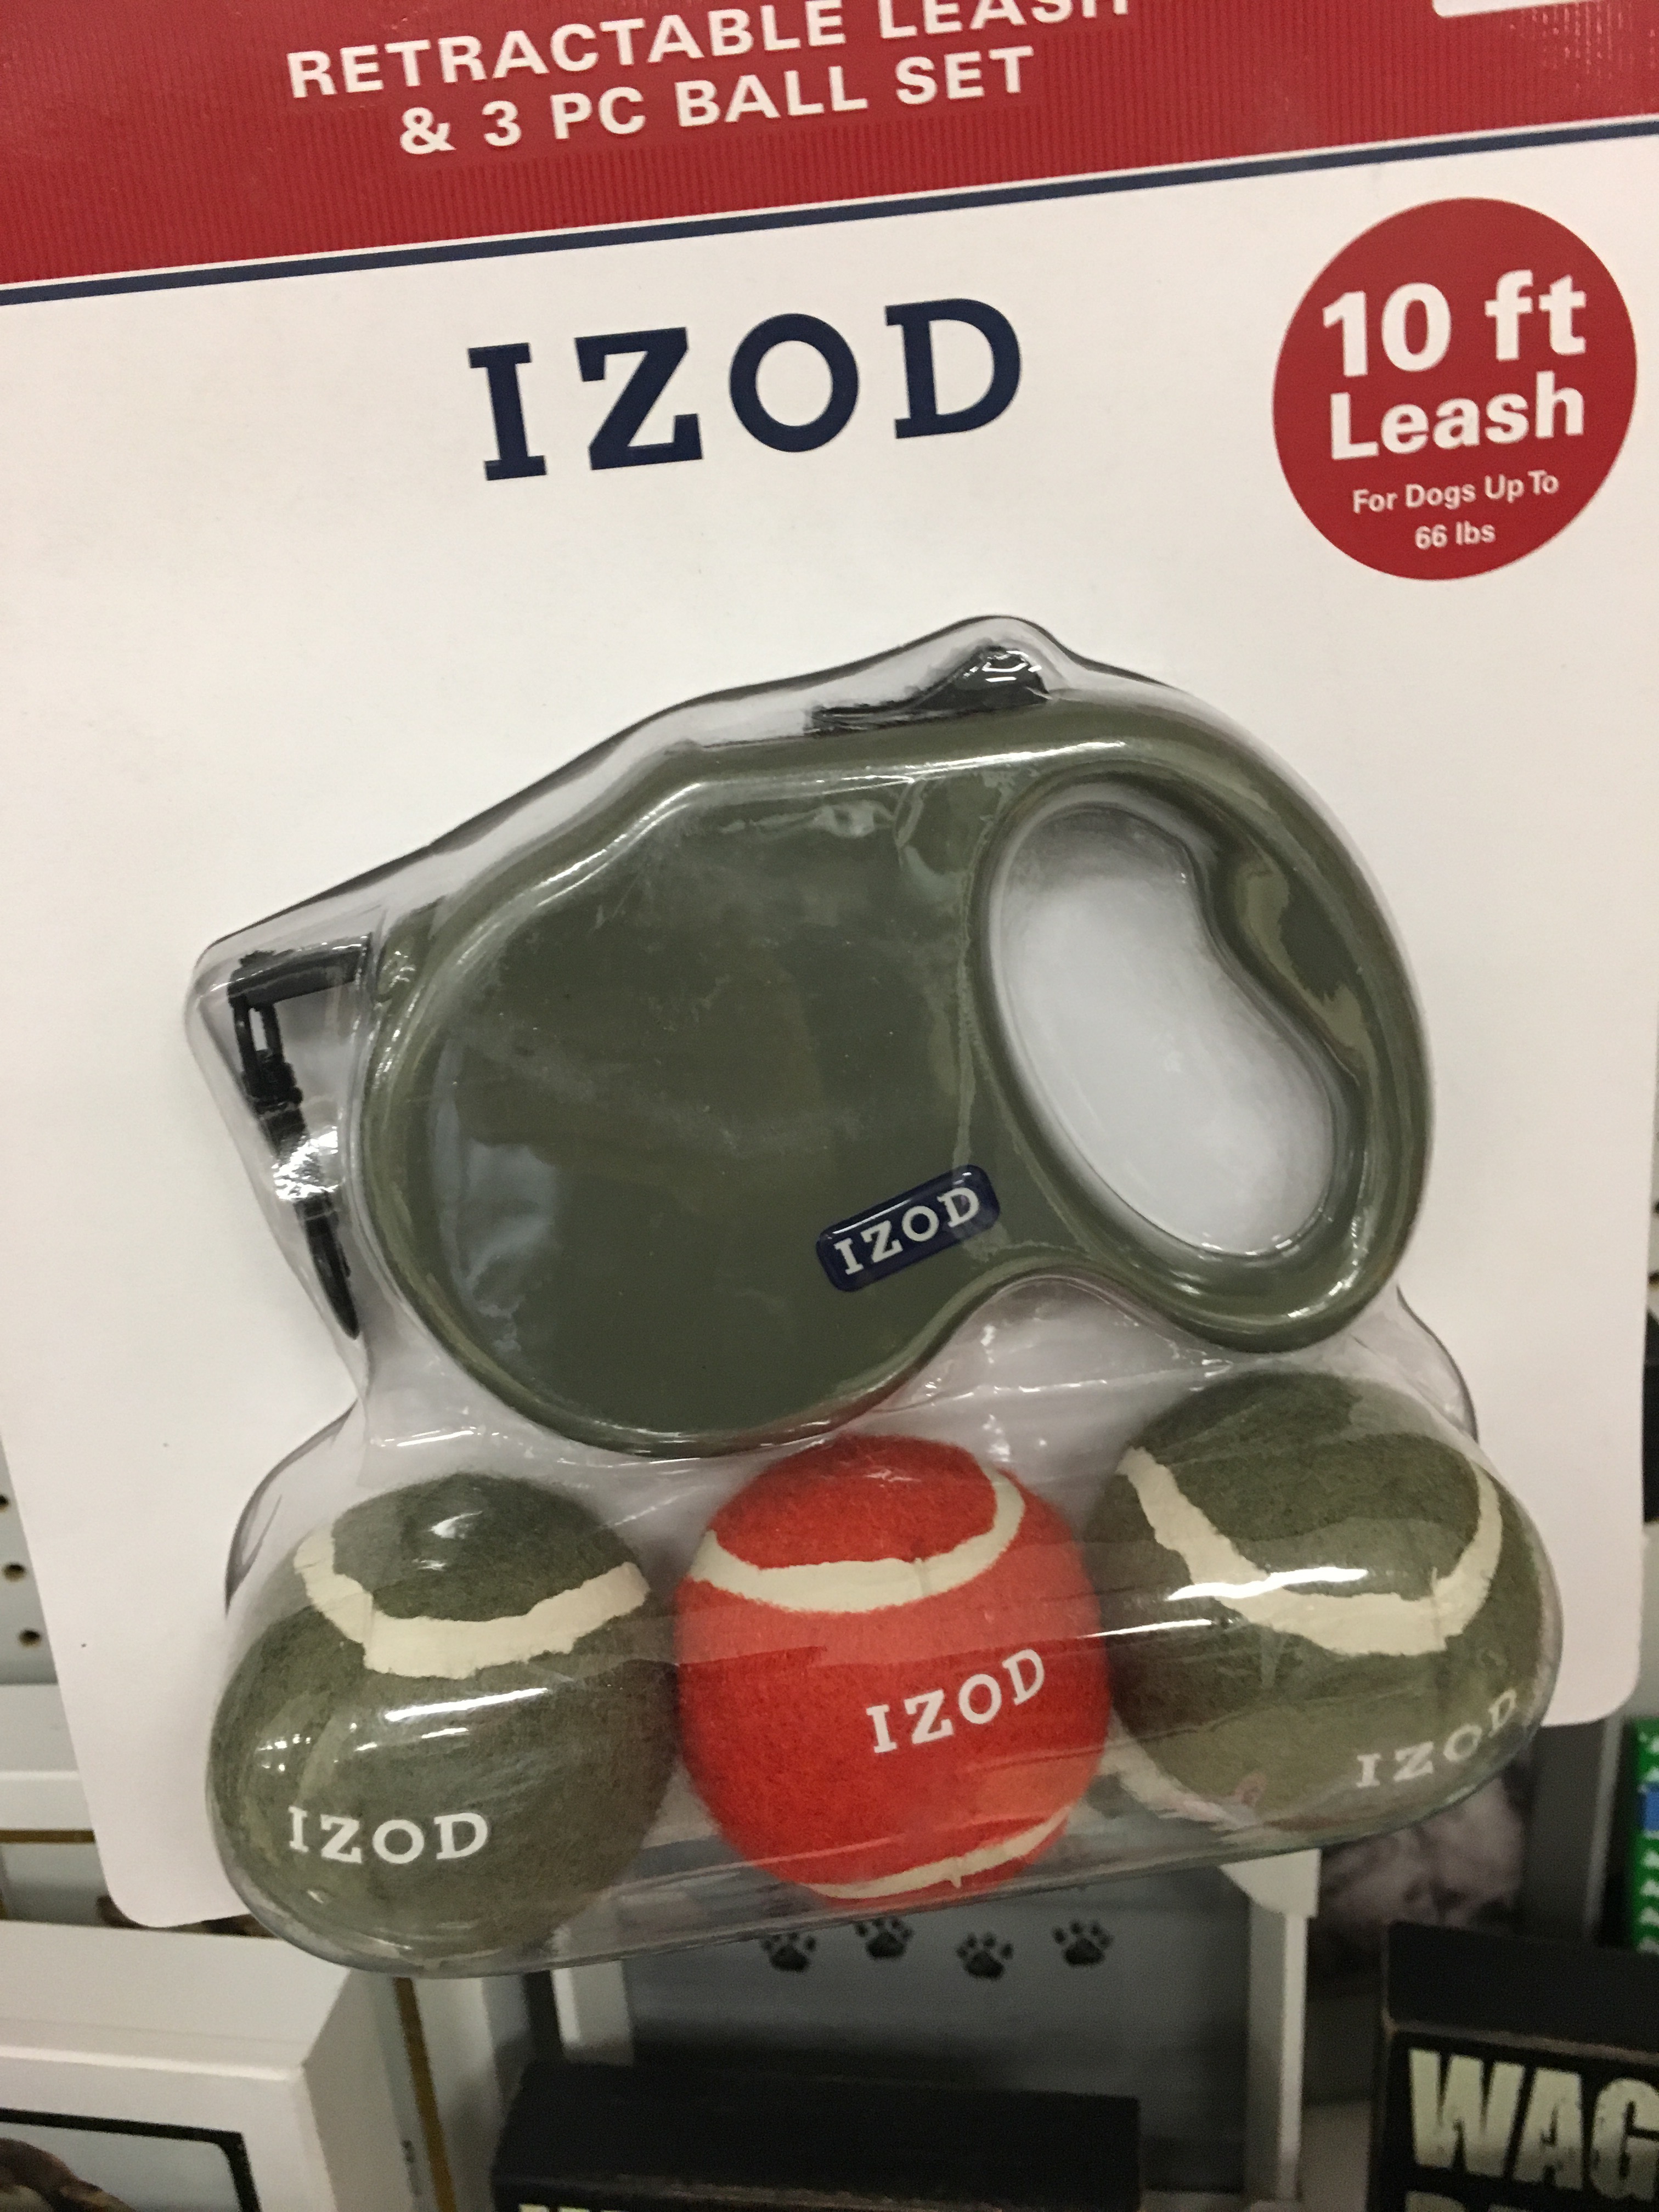 RETRACTABLE LEASH
& 3 PC BALL SET
IZOD
10 ft
Leash
For Dogs Up To
66 lbs
IZOD
IZOD
IZOD
IZOD
WAG